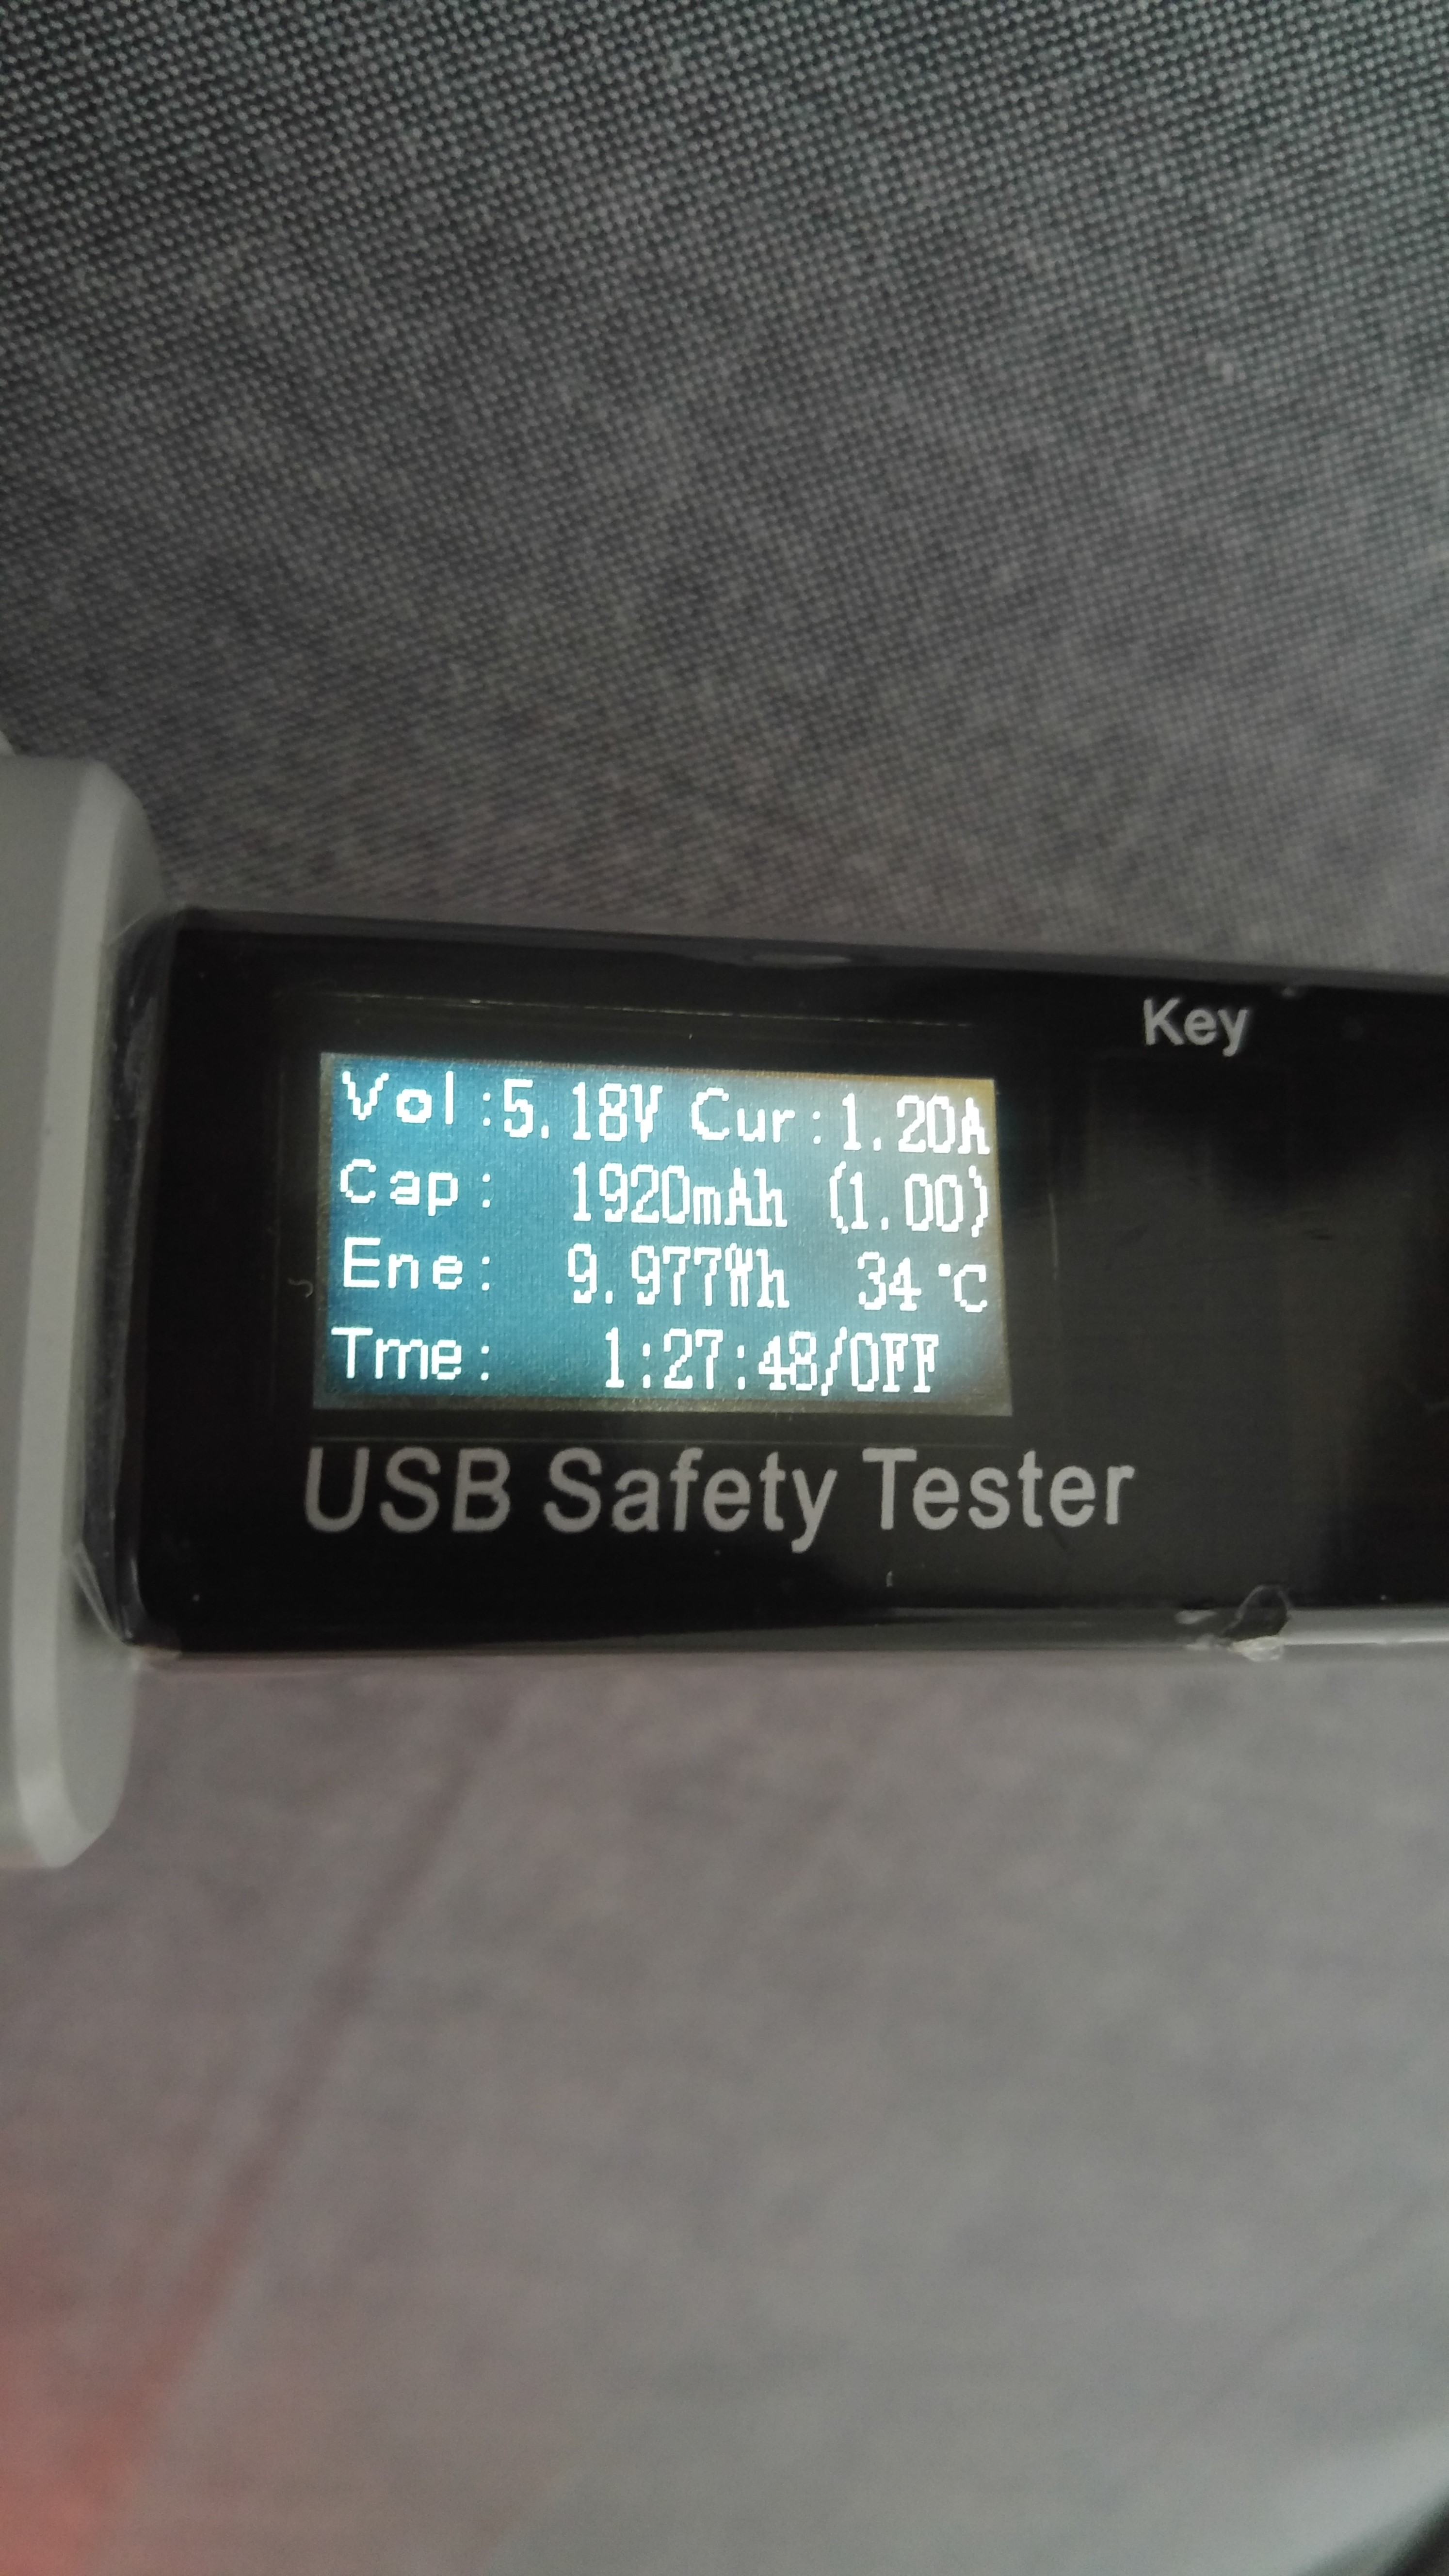 Key
Vol:5.18V Cur:1.20A
Cap: 1920mAh (1.00)
Ene: 9.977Wh 34°C
Tme: 1:27:48/OFF
USB Safety Tester